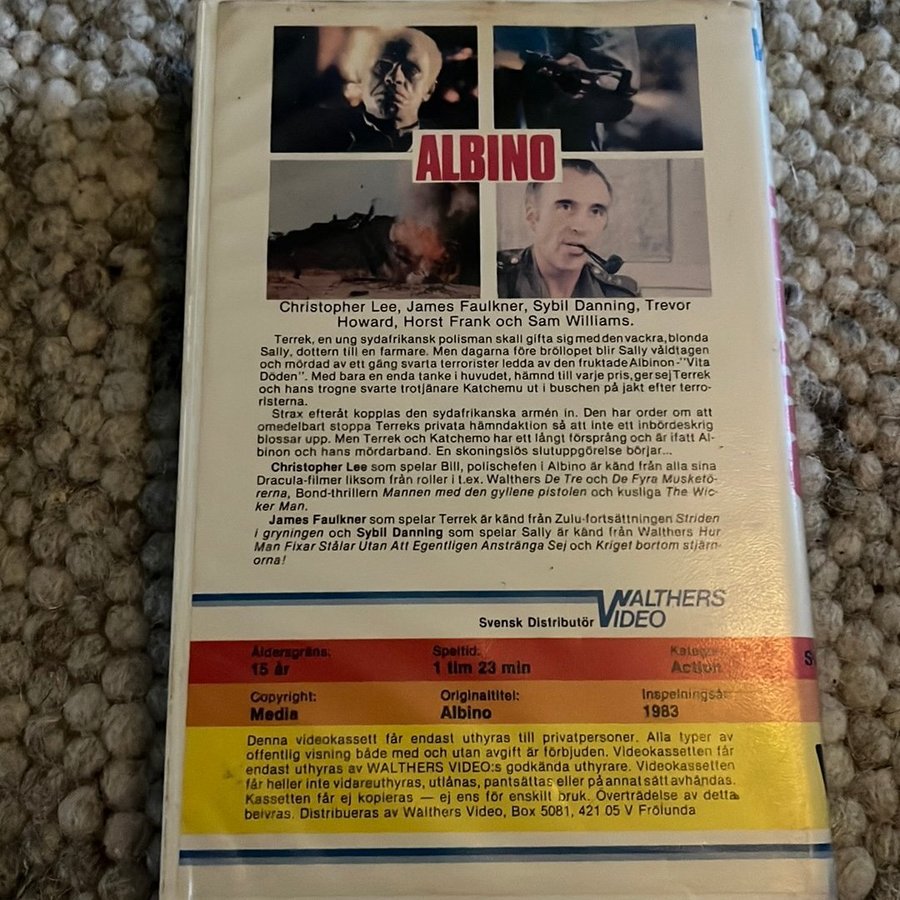 ALBINO
Christopher Lee, James Faulkner, Sybil Danning, Trevor
Howard, Horst Frank och Sam Williams.
Terrek, en ung sydafrikansk polisman skall gifta sig med den vackra, blonda
Sally, dottern till en farmare. Men dagarna före bröllopet blir Sally våldtagen
och mördad av ett gäng svarta terrorister ledda av den fruktade Albinon-"Vita
Döden". Med bara en enda tanke i huvudet, hämnd till varje pris, ger sej Terrek
och hans trogne svarte trotjänare Katchemu ut i buschen på jakt efter terro-
risterna.
Strax efteråt kopplas den sydafrikanska armén in. Den har order om att
omedelbart stoppa Terreks privata hämndaktion så att inte ett inbördeskrig
blossar upp. Men Terrek och Katchemo har ett långt försprång och är ifatt Al-
binon och hans mördarband. En skoningslös slutuppgörelse börjar...
Christopher Lee som spelar Bill, polischefen i Albino är känd från alla sina
Dracula-filmer liksom från roller i t.ex. Walthers De Tre och De Fyra Musketö-
rerna, Bond-thrillern Mannen med den gyllene pistolen och kusliga The Wic-
ker Man.
James Faulkner som spelar Terrek är känd från Zulu-fortsättningen Striden
i gryningen och Sybil Danning som spelar Sally är känd från Walthers Hur
Man Fixar Stålar Utan Att Egentligen Anstränga Sej och Kriget bortom stjärn-
orna!
Svensk Distributör WALTHERS VIDEO
Åldersgräns: Speltid: Kategori:
15 år 1 tim 23 min Action
Copyright: Originaltitel: Inspelningsår:
Media Albino 1983
Denna videokassett får endast uthyras till privatpersoner. Alla typer av
offentlig visning både med och utan avgift är förbjuden. Videokassetten får
endast uthyras av WALTHERS VIDEO:s godkända uthyrare. Videokassetten
får heller inte vidareuthyras, utlånas, pantsättas eller på annat sätt avhändas.
Kassetten får ej kopieras — ej ens för enskilt bruk. Överträdelse av detta
beivras. Distribueras av Walthers Video, Box 5081, 421 05 V Frölunda